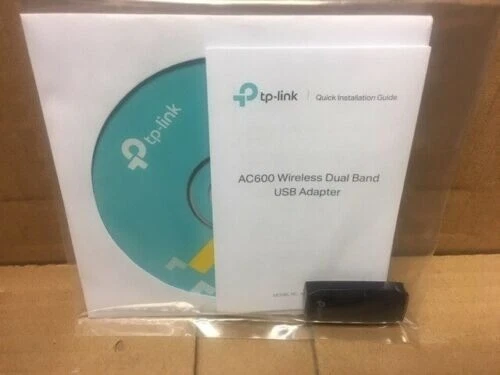 tp-link
tp-link
Quick Installation Guide
AC600 Wireless Dual Band
USB Adapter